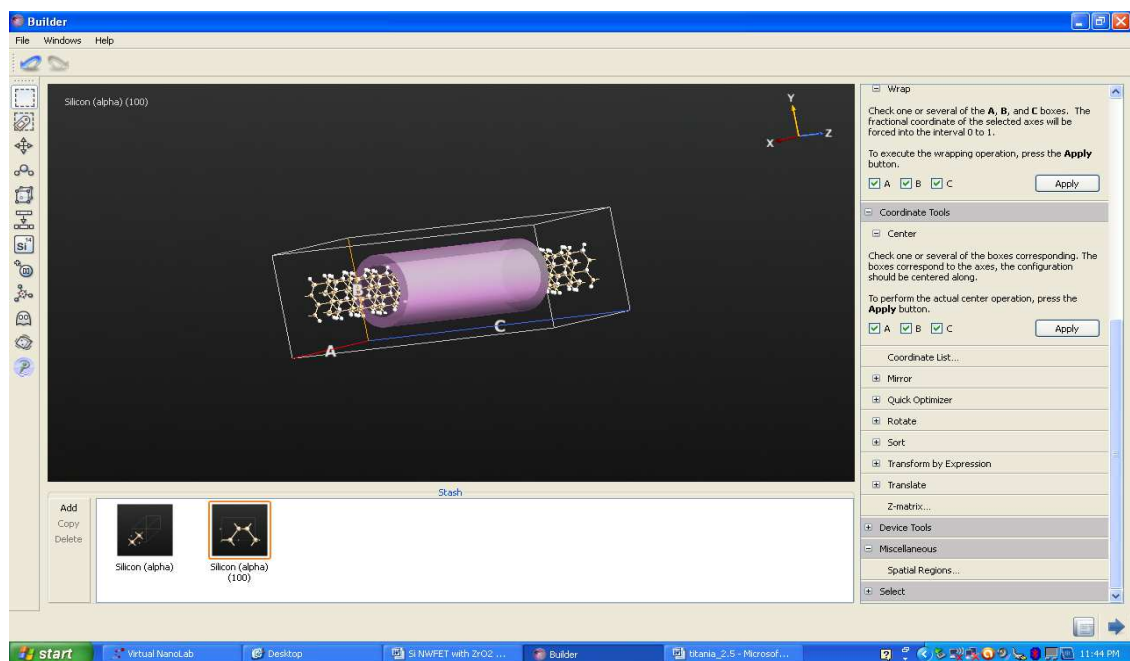 Builder
File Windows Help
Silicon (alpha) (100)
Y
X
Z
B
A
C
Wrap
Check one or several of the A, B, and C boxes. The
fractional coordinate of the selected axes will be
forced into the interval 0 to 1.
To execute the wrapping operation, press the Apply
button.
A B C Apply
Coordinate Tools
Center
Check one or several of the boxes corresponding. The
boxes correspond to the axes, the configuration
should be centered along.
To perform the actual center operation, press the
Apply button.
A B C Apply
Coordinate List...
Mirror
Quick Optimizer
Rotate
Sort
Transform by Expression
Translate
Z-matrix...
Device Tools
Miscellaneous
Spatial Regions...
Select
Si
Stash
Add
Copy
Delete
Silicon (alpha)
Silicon (alpha)
(100)
start Virtual NanoLab Desktop Si NWFET with ZrO2 ... Builder titania_2.5 - Microsof... 11:44 PM